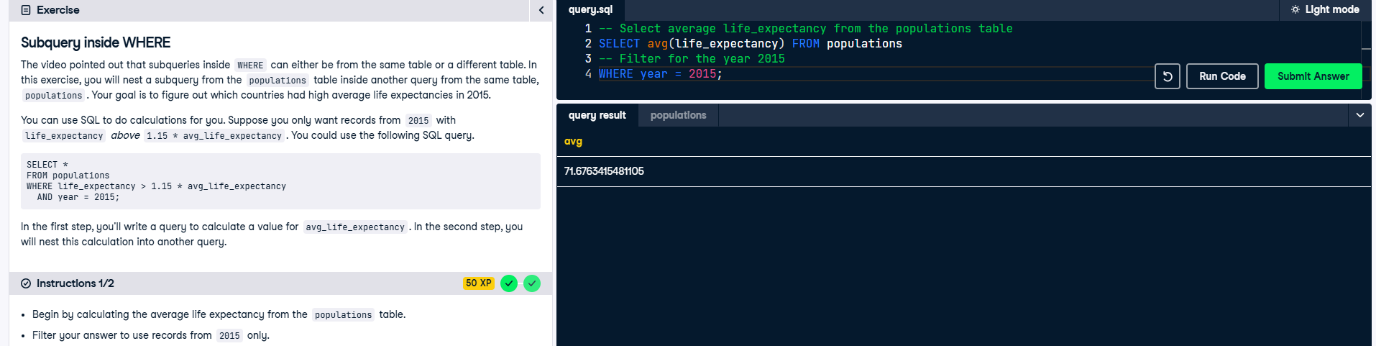 Exercise
Subquery inside WHERE
The video pointed out that subqueries inside WHERE can either be from the same table or a different table. In
this exercise, you will nest a subquery from the populations table inside another query from the same table,
populations. Your goal is to figure out which countries had high average life expectancies in 2015.
You can use SQL to do calculations for you. Suppose you only want records from 2015 with
life_expectancy above 1.15 * avg_life_expectancy. You could use the following SQL query.
SELECT *
FROM populations
WHERE life_expectancy > 1.15 * avg_life_expectancy
  AND year = 2015;
In the first step, you'll write a query to calculate a value for avg_life_expectancy. In the second step, you
will nest this calculation into another query.
Instructions 1/2
50 XP
• Begin by calculating the average life expectancy from the populations table.
• Filter your answer to use records from 2015 only.
query.sql
Light mode
1 -- Select average life_expectancy from the populations table
2 SELECT avg(life_expectancy) FROM populations
3 -- Filter for the year 2015
4 WHERE year = 2015;
Run Code
Submit Answer
query result
populations
avg
71.6763415481105